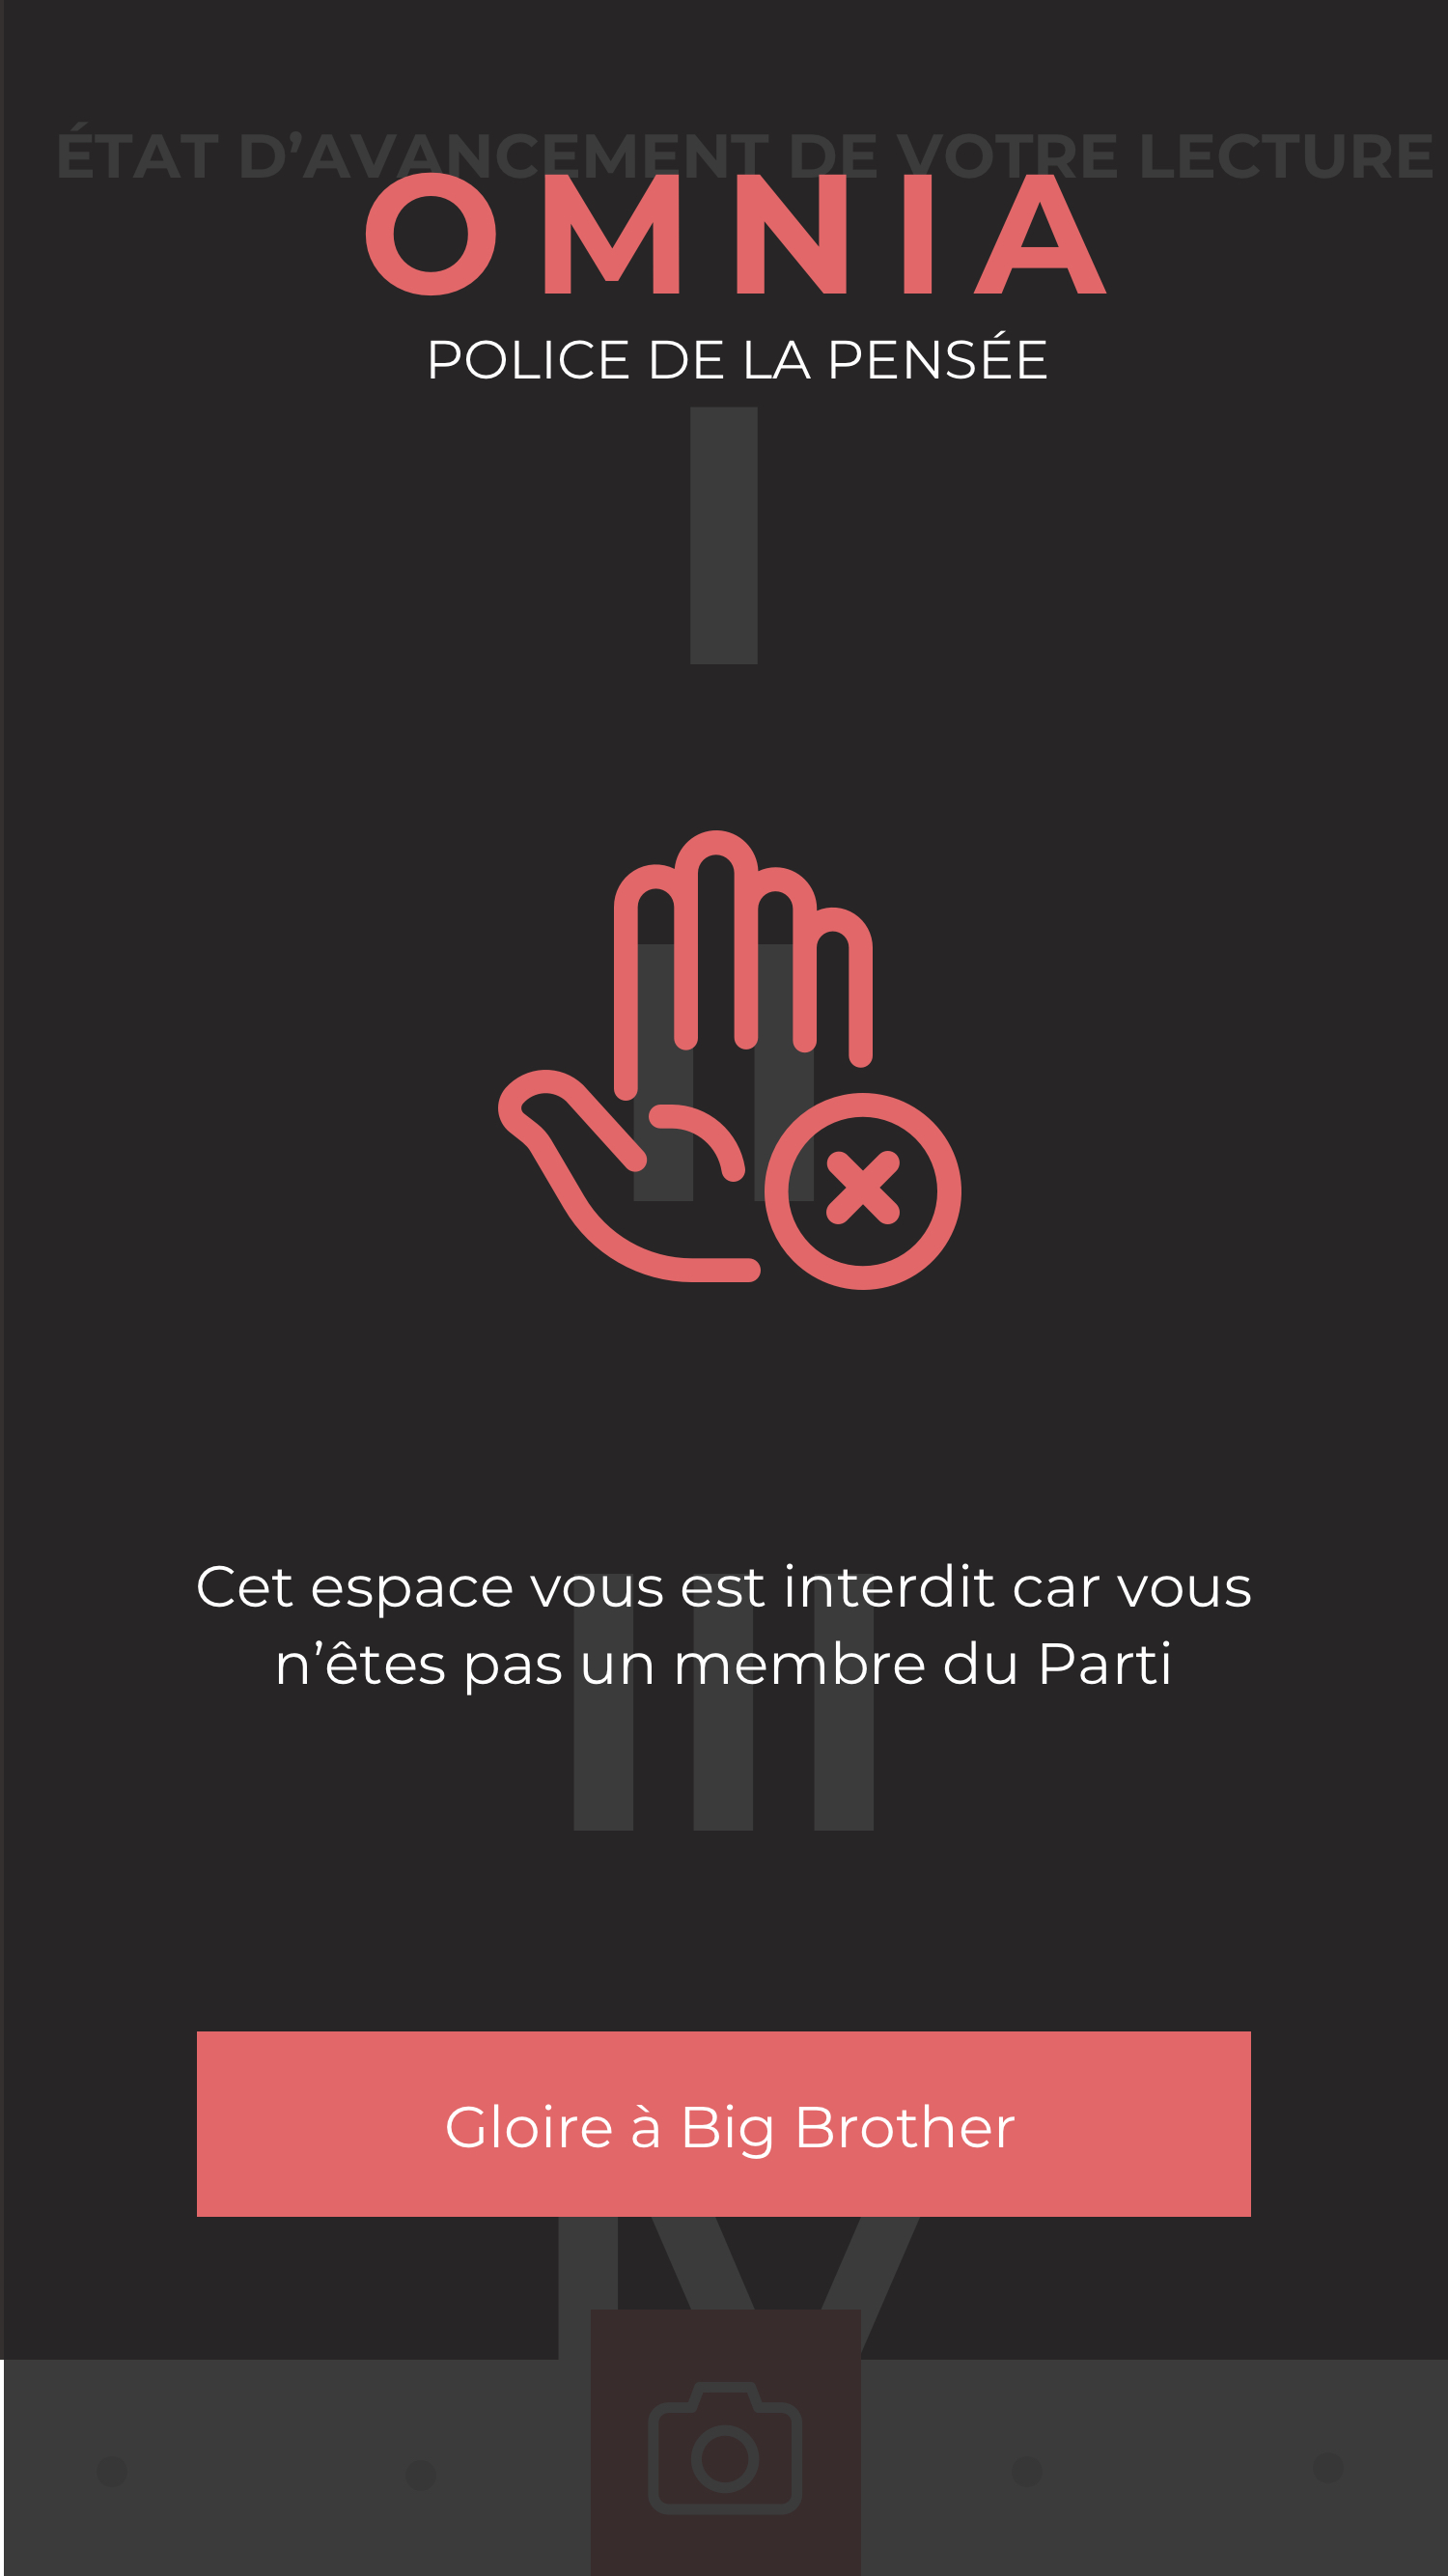 ÉTAT D’AVANCEMENT DE VOTRE LECTURE
OMNIA
POLICE DE LA PENSÉE
I
II
Cet espace vous est interdit car vous
n’êtes pas un membre du Parti
III
Gloire à Big Brother
IV